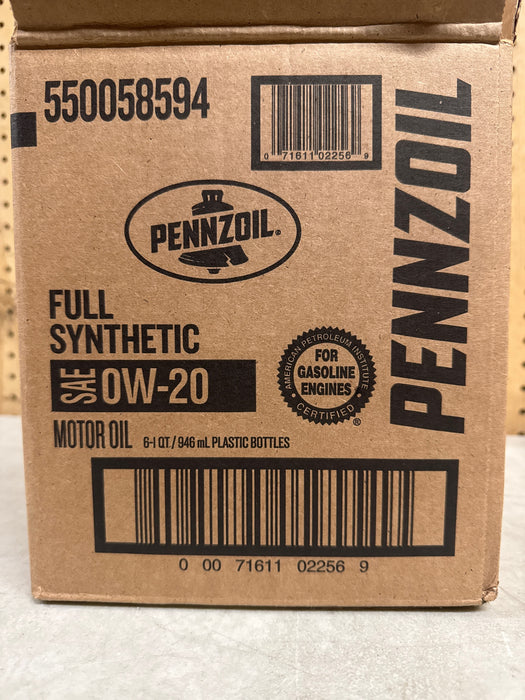 550058594
0 71611 02256 9
PENNZOIL®
PENNZOIL
FULL
SYNTHETIC
SAE 0W-20
MOTOR OIL 6-1 QT / 946 mL PLASTIC BOTTLES
AMERICAN PETROLEUM INSTITUTE
FOR
GASOLINE
ENGINES
CERTIFIED
®
0 00 71611 02256 9